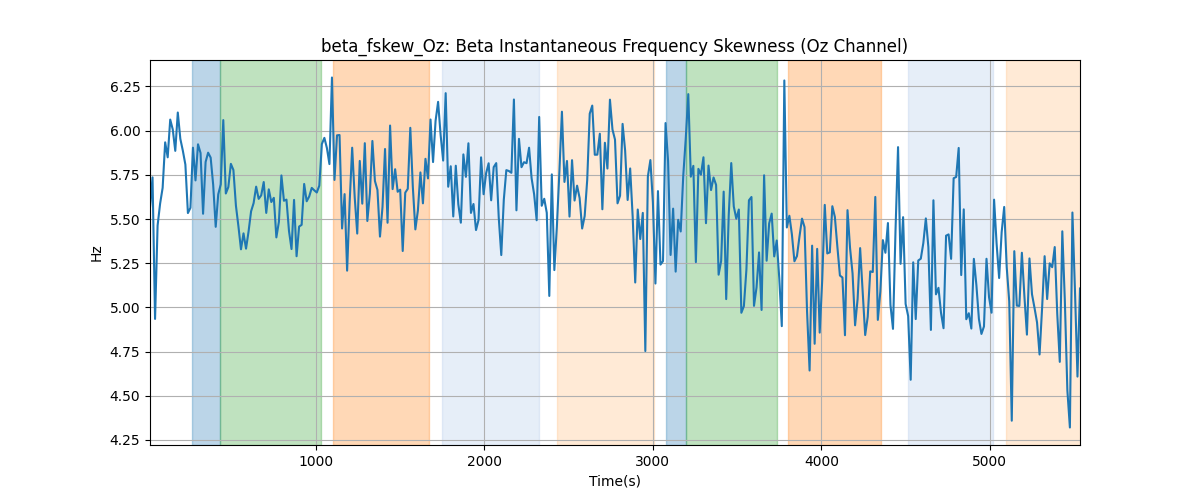 beta_fskew_Oz: Beta Instantaneous Frequency Skewness (Oz Channel)
Hz
6.25
6.00
5.75
5.50
5.25
5.00
4.75
4.50
4.25
1000 2000 3000 4000 5000
Time(s)